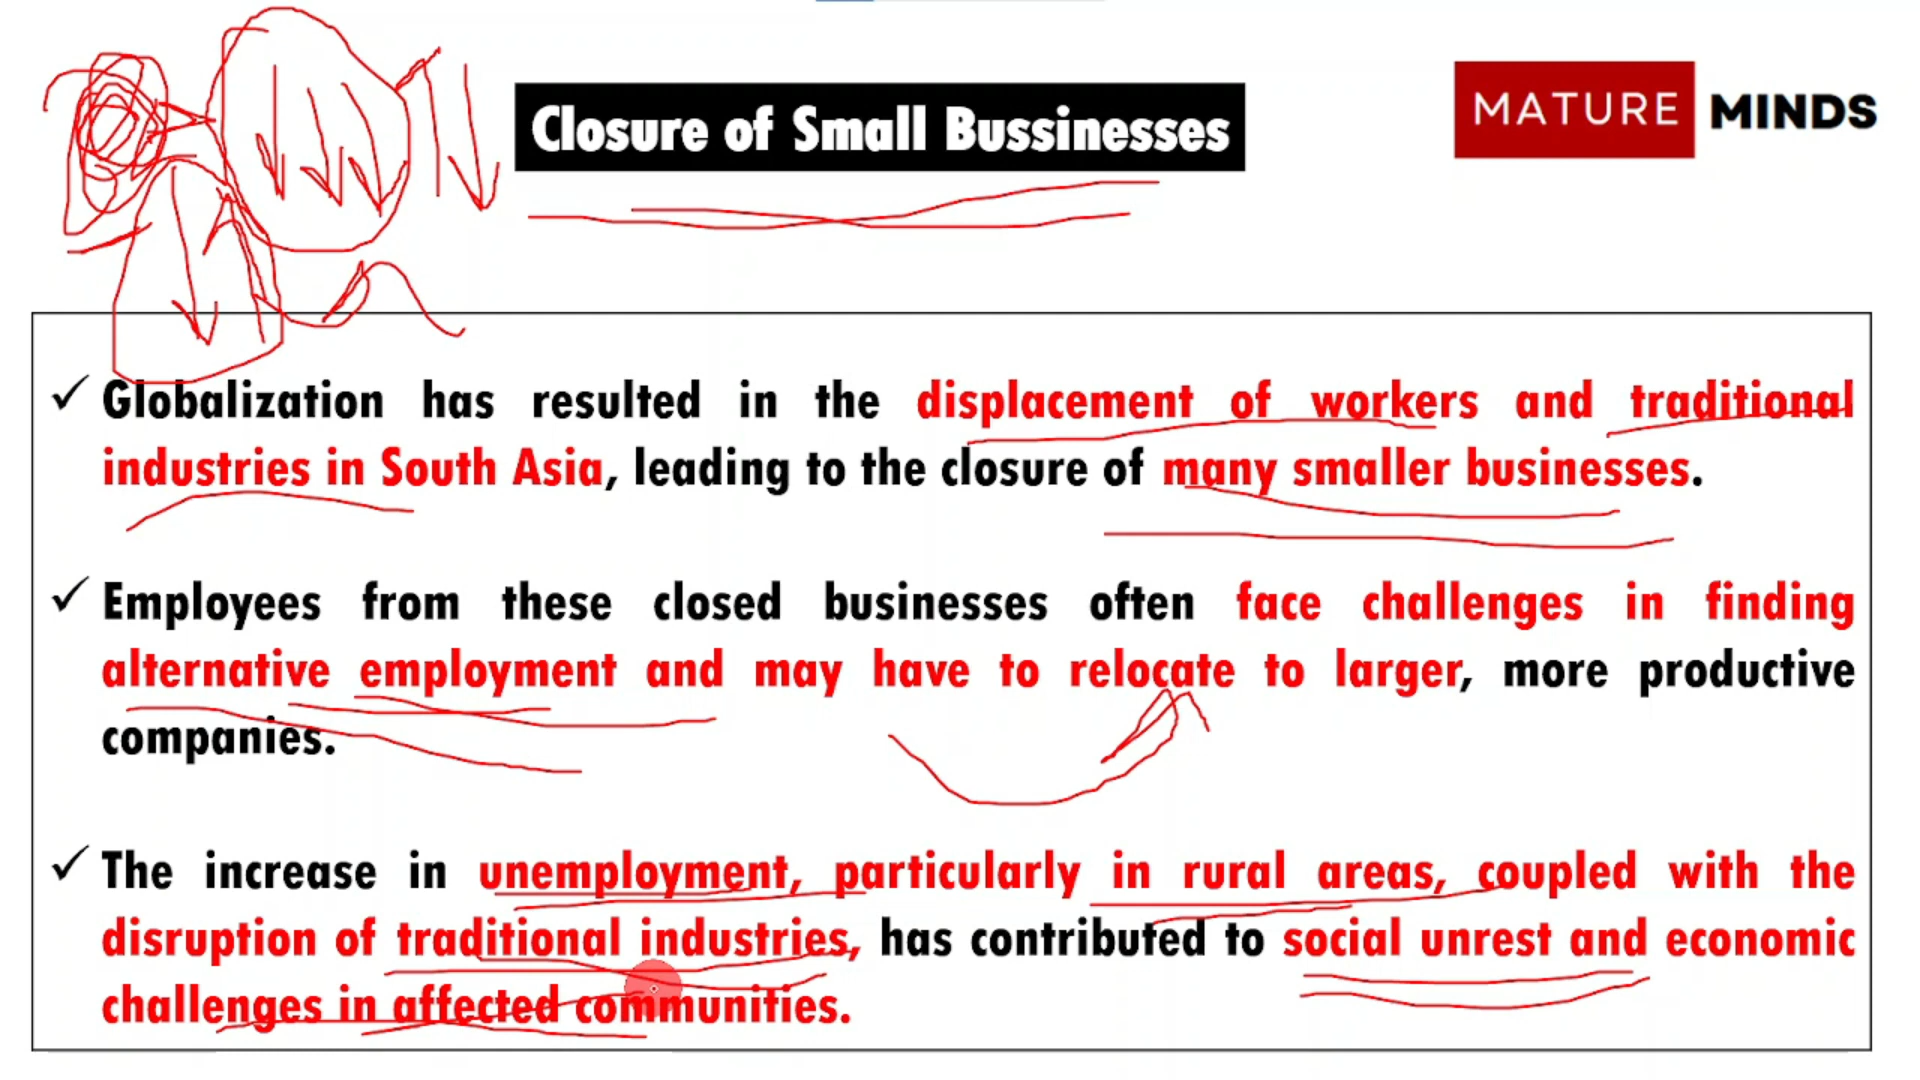 Closure of Small Bussinesses
MATURE MINDS
✓ Globalization has resulted in the displacement of workers and traditional
industries in South Asia, leading to the closure of many smaller businesses.
✓ Employees from these closed businesses often face challenges in finding
alternative employment and may have to relocate to larger, more productive
companies.
✓ The increase in unemployment, particularly in rural areas, coupled with the
disruption of traditional industries, has contributed to social unrest and economic
challenges in affected communities.